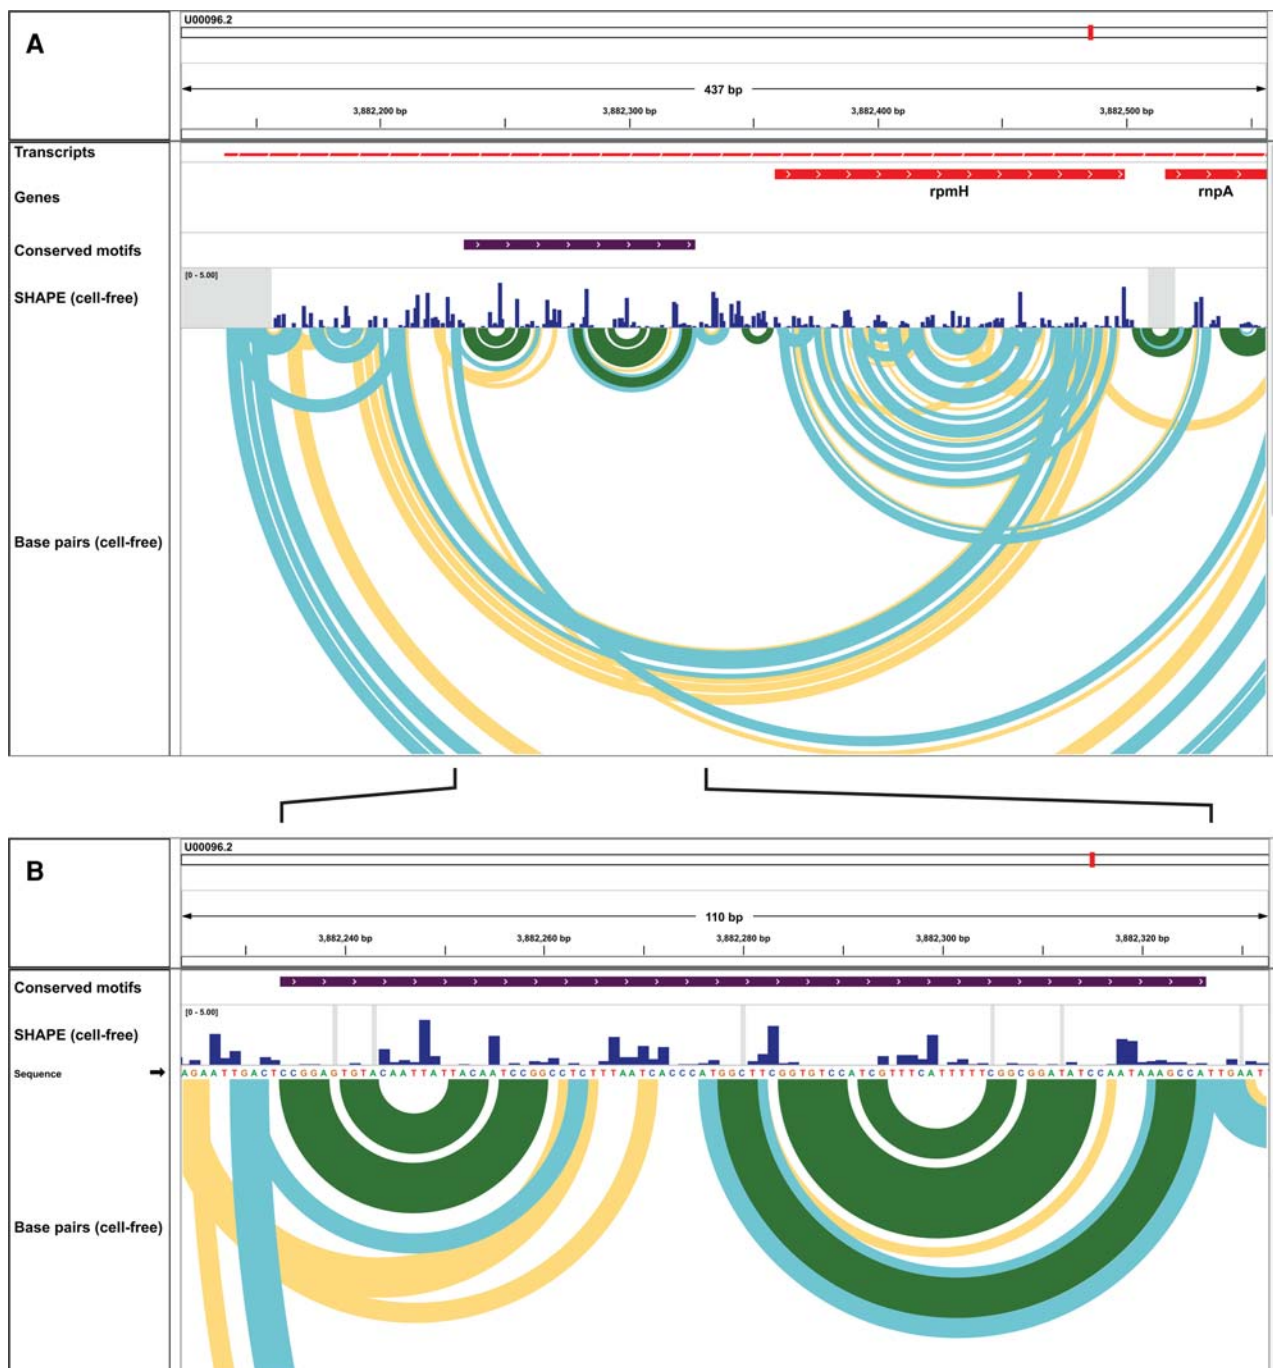 A
U00096.2
437 bp
3,882,200 bp
3,882,300 bp
3,882,400 bp
3,882,500 bp
Transcripts
Genes
rpmH
rnpA
Conserved motifs
[0 - 5.00]
SHAPE (cell-free)
Base pairs (cell-free)
B
U00096.2
110 bp
3,882,240 bp
3,882,260 bp
3,882,280 bp
3,882,300 bp
3,882,320 bp
Conserved motifs
[0 - 5.00]
SHAPE (cell-free)
Sequence
AGAATTGACTCCGGAGTGTACAATTATTACAATCCGGCCTCTTTAATCACCCATGGCTTCGGTGTCCATCGTTTCATTTTTCGGCGGATATCCAATAAAGCCATTGAAT
Base pairs (cell-free)